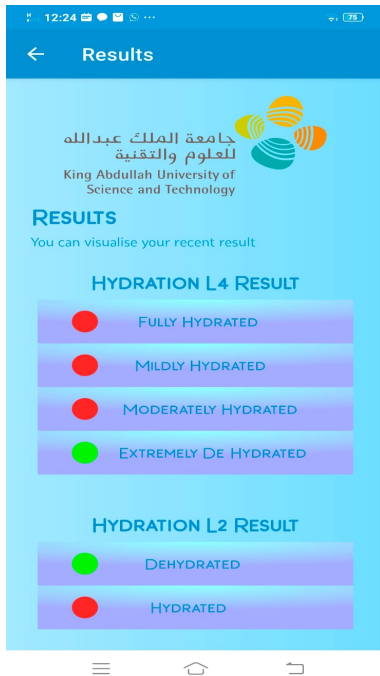 12:24
75
Results
جامعة الملك عبدالله
للعلوم والتقنية
King Abdullah University of
Science and Technology
RESULTS
You can visualise your recent result
HYDRATION L4 RESULT
FULLY HYDRATED
MILDLY HYDRATED
MODERATELY HYDRATED
EXTREMELY DE HYDRATED
HYDRATION L2 RESULT
DEHYDRATED
HYDRATED